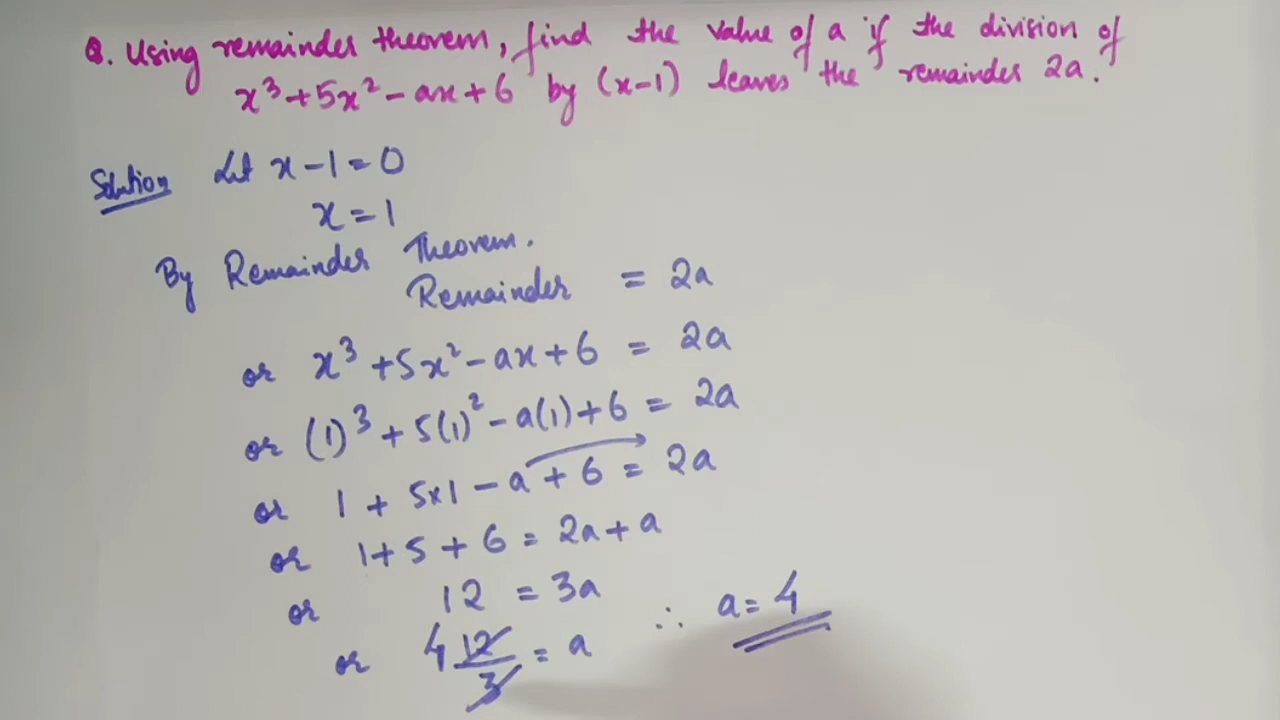 Q. Using remainder theorem, find the value of a if the division of
x³+5x²-ax+6 by (x-1) leaves the remainder 2a.
Solution Let x-1=0
x=1
By Remainder Theorem.
Remainder = 2a
or x³+5x²-ax+6 = 2a
or (1)³+5(1)²-a(1)+6 = 2a
or 1+5×1-a+6 = 2a
or 1+5+6 = 2a+a
or 12 = 3a
or 4 12/3 = a ∴ a=4